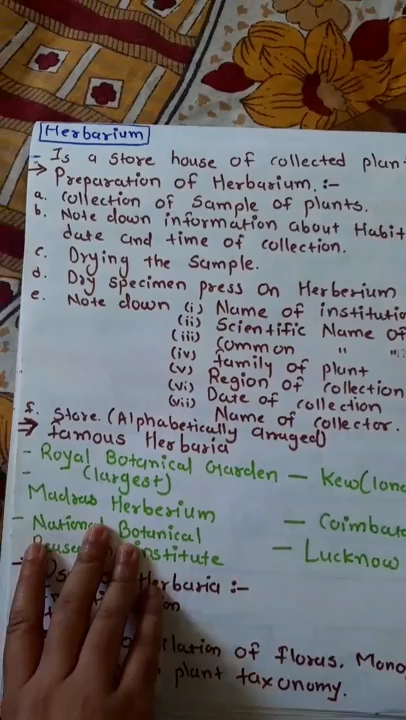 Herbarium
- Is a store house of collected plan
→ Preparation of Herbarium. :-
a. Collection of Sample of plants.
b. Note down information about Habit
date and time of collection.
c. Drying the Sample.
d. Dry specimen press on Herberium
e. Note down (i) Name of institutio
(ii) Scientific Name of
(iii) common " "
(iv) family of plant
(v) Region of collection
(vi) Date of collection
(vii) Name of collector.
f. Store. (Alphabetically arraged)
→ famous Herbaria
- Royal Botanical Garden — Kew (lon
- (largest)
Madras Herberium — Coimbat
- National Botanical
institute — Lucknow
Herbaria :-
on
lation of floras. Mono
plant taxonomy.